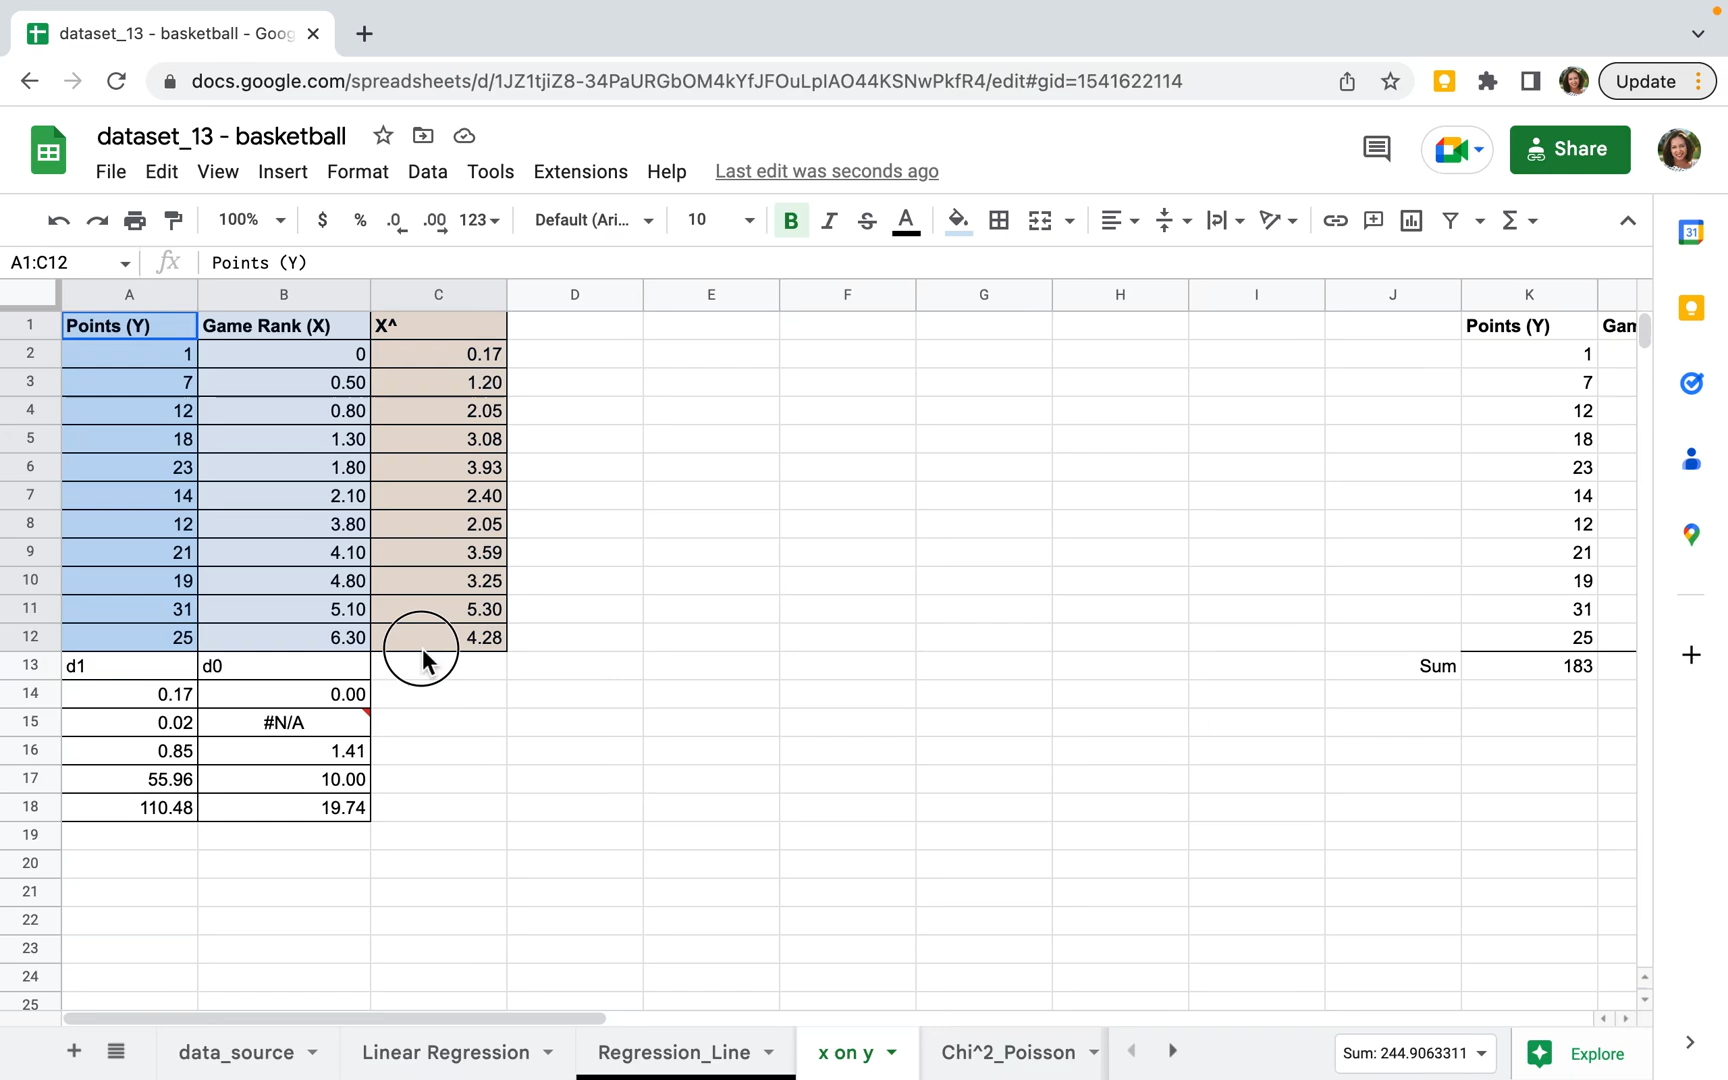 dataset_13 - basketball - Goog
docs.google.com/spreadsheets/d/1JZ1tjiZ8-34PaURGbOM4kYfJFOuLpIAO44KSNwPkfR4/edit#gid=1541622114
Update
dataset_13 - basketball
File Edit View Insert Format Data Tools Extensions Help Last edit was seconds ago
Share
100% $ % .0 .00 123 Default (Ari... 10 B I S A Σ
A1:C12 fx Points (Y)
A B C D E F G H I J K
1 Points (Y) Game Rank (X) X^ Points (Y) Gam
2 1 0 0.17 1
3 7 0.50 1.20 7
4 12 0.80 2.05 12
5 18 1.30 3.08 18
6 23 1.80 3.93 23
7 14 2.10 2.40 14
8 12 3.80 2.05 12
9 21 4.10 3.59 21
10 19 4.80 3.25 19
11 31 5.10 5.30 31
12 25 6.30 4.28 25
13 d1 d0 Sum 183
14 0.17 0.00
15 0.02 #N/A
16 0.85 1.41
17 55.96 10.00
18 110.48 19.74
19
20
21
22
23
24
25
data_source Linear Regression Regression_Line x on y Chi^2_Poisson Sum: 244.9063311 Explore
31